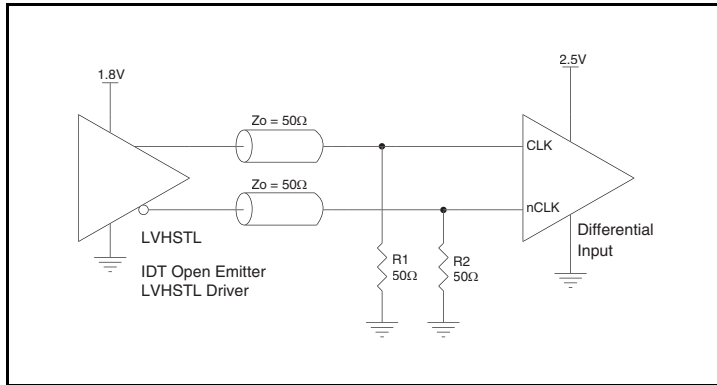 1.8V
2.5V
Zo = 50Ω
CLK
Zo = 50Ω
nCLK
LVHSTL
Differential
Input
IDT Open Emitter
LVHSTL Driver
R1
50Ω
R2
50Ω